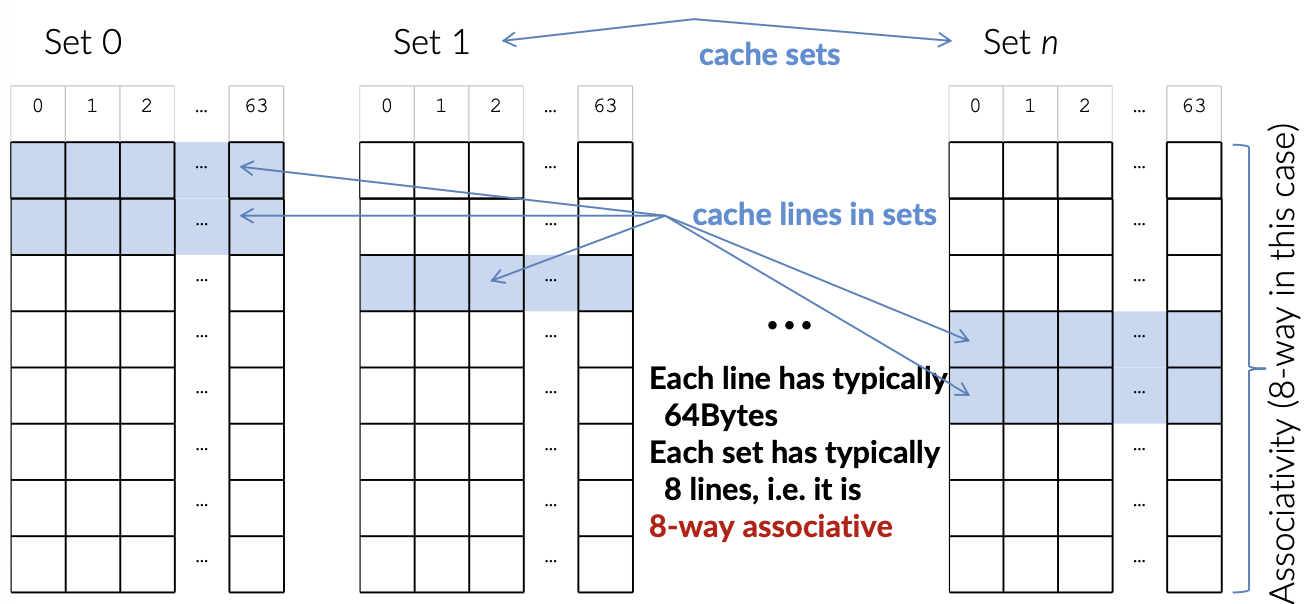 Set 0
Set 1
cache sets
Set n
0 1 2 ... 63
0 1 2 ... 63
0 1 2 ... 63
... ... ...
... cache lines in sets ... ...
... ... ...
...
... ... ...
Each line has typically
64Bytes
Each set has typically
8 lines, i.e. it is
8-way associative
... ... ...
... ... ...
... ... ...
... ... ...
Associativity (8-way in this case)